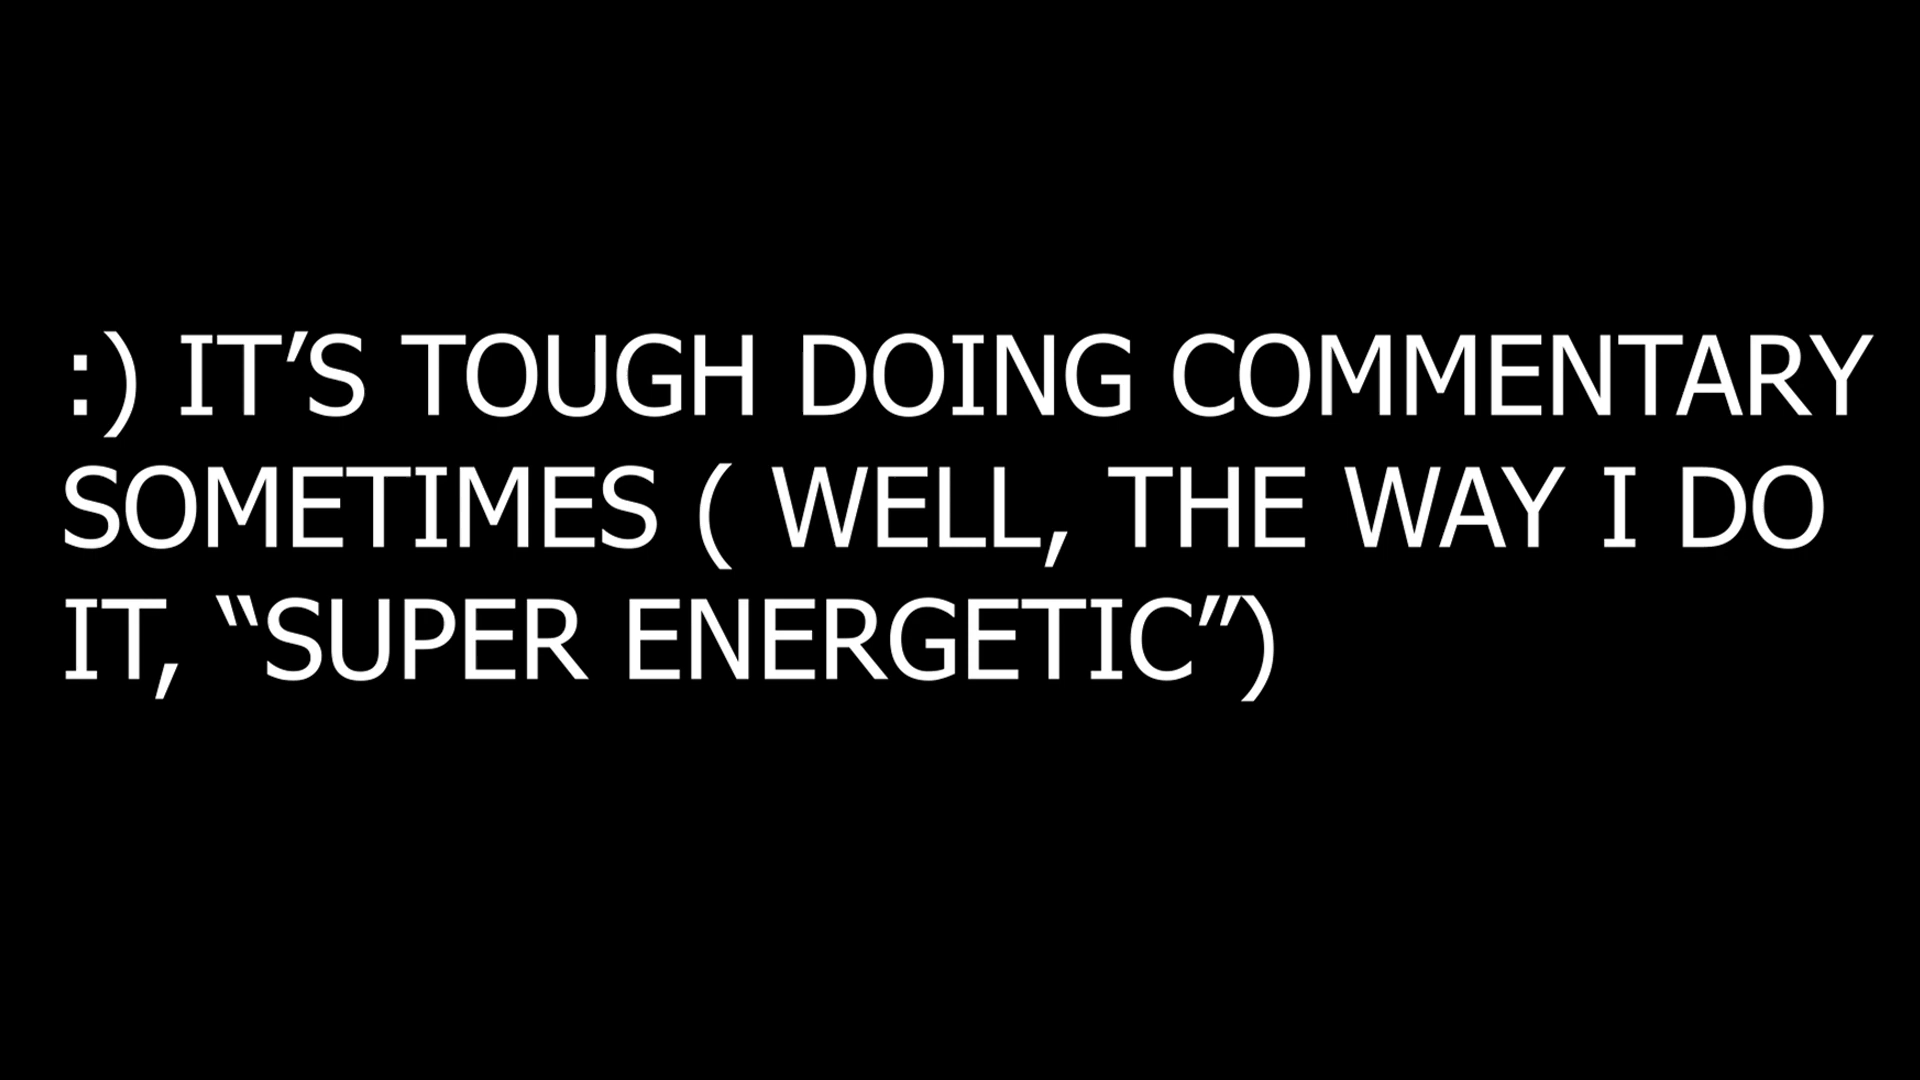 :) IT’S TOUGH DOING COMMENTARY
SOMETIMES ( WELL, THE WAY I DO
IT, “SUPER ENERGETIC”)